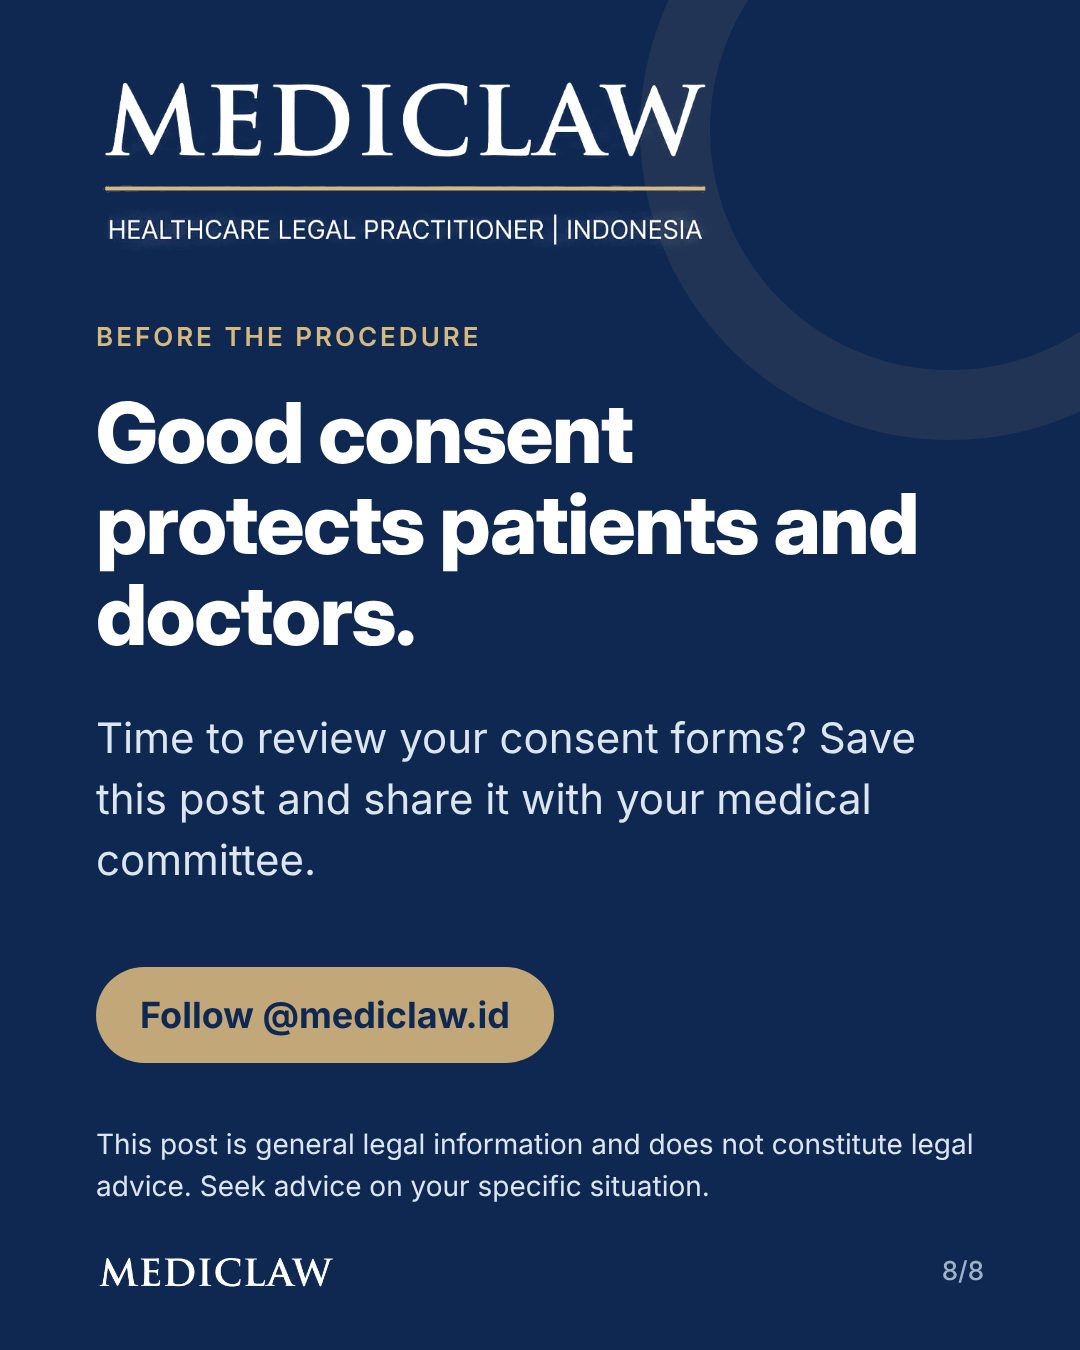 MEDICLAW
HEALTHCARE LEGAL PRACTITIONER | INDONESIA
BEFORE THE PROCEDURE
Good consent
protects patients and
doctors.
Time to review your consent forms? Save
this post and share it with your medical
committee.
Follow @mediclaw.id
This post is general legal information and does not constitute legal
advice. Seek advice on your specific situation.
MEDICLAW
8/8